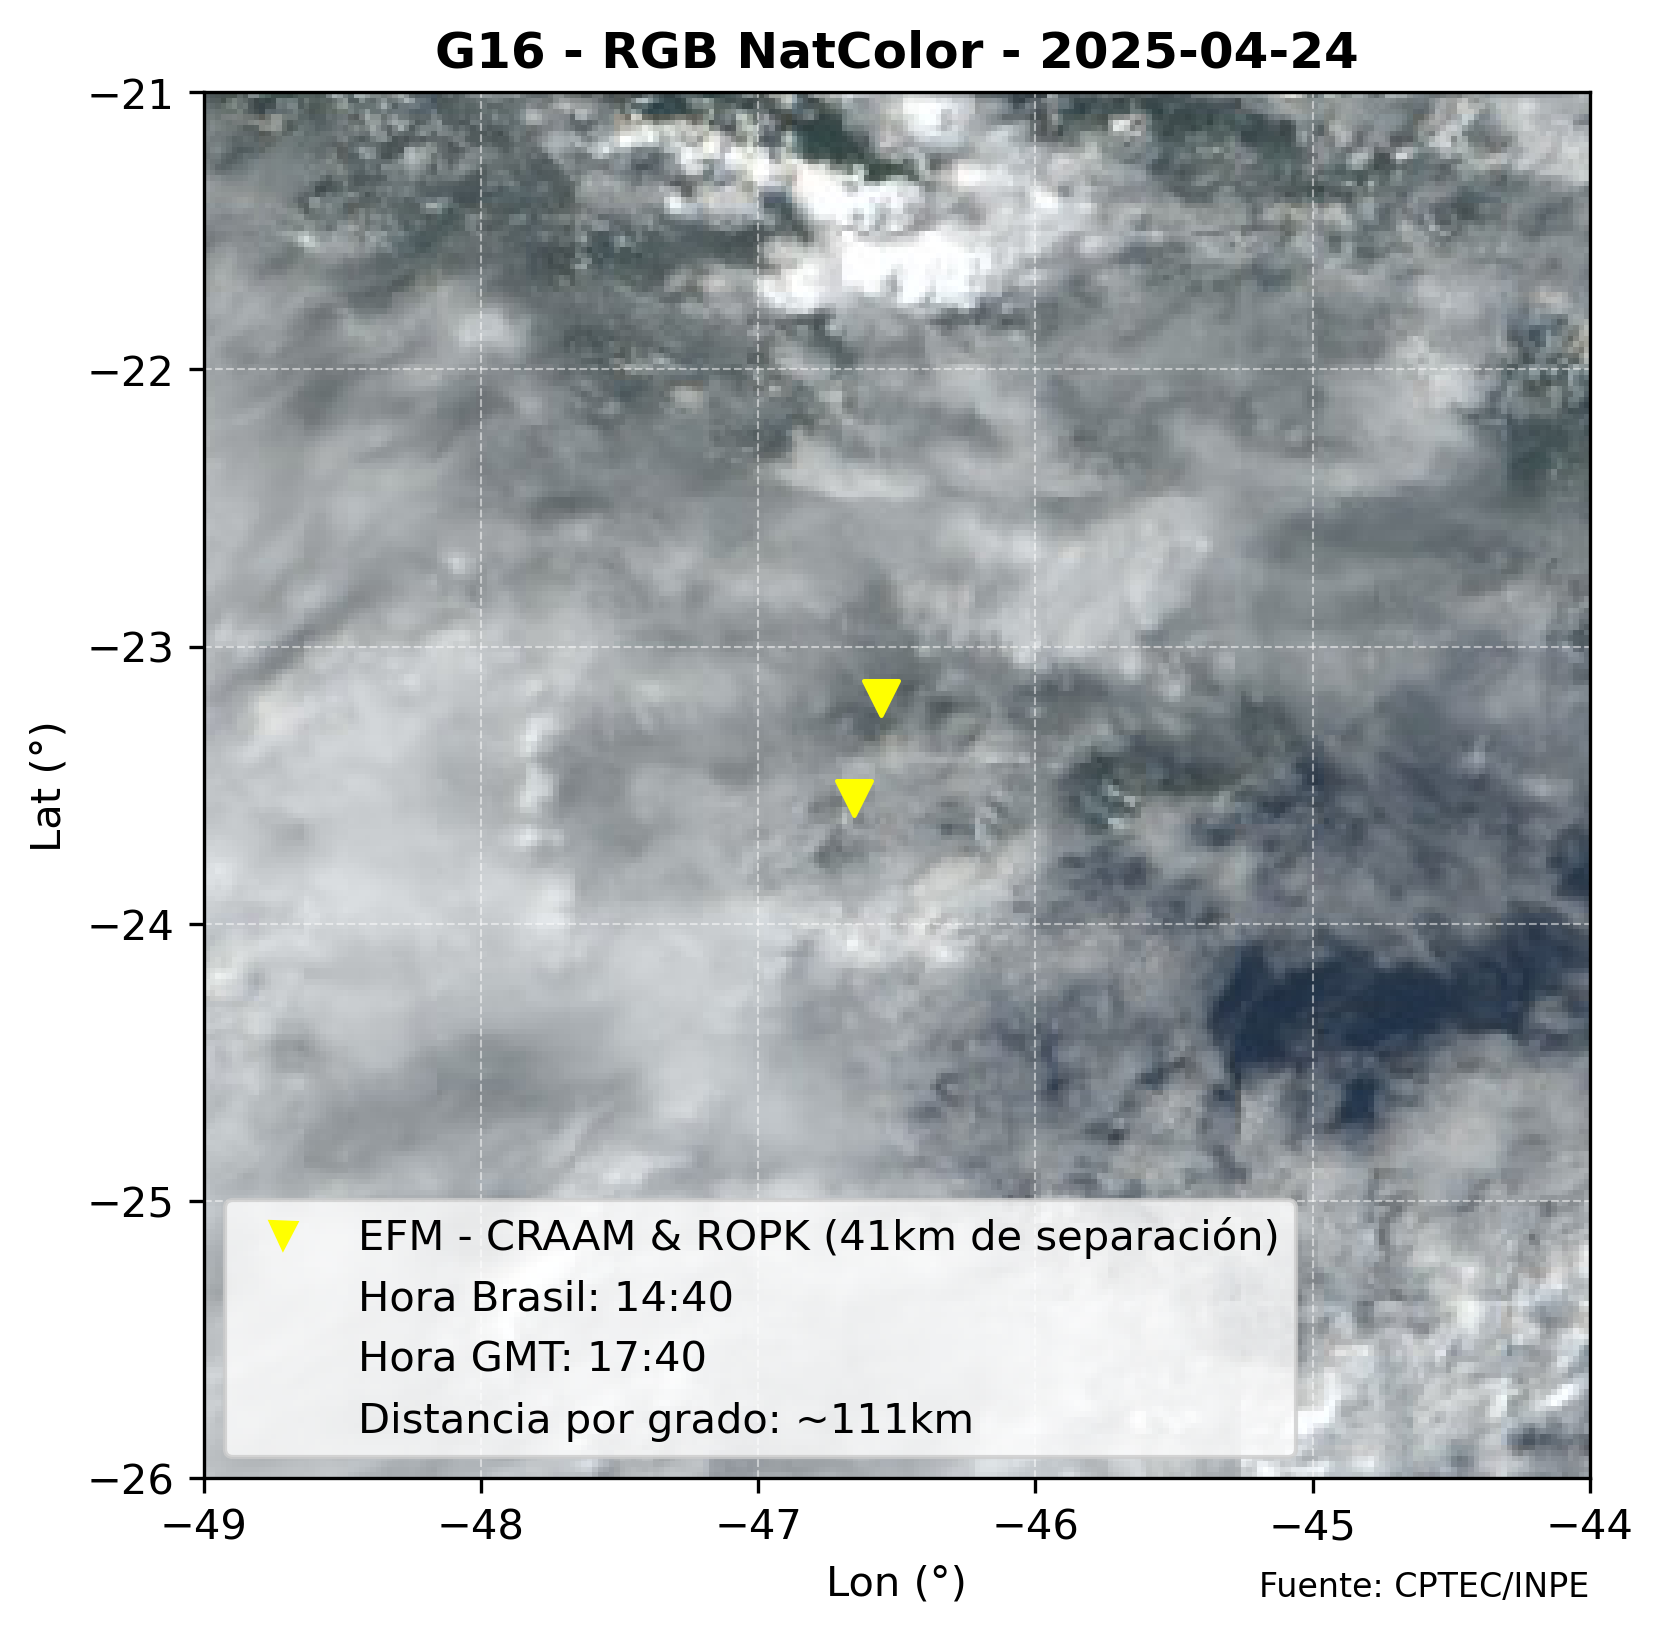 G16 - RGB NatColor - 2025-04-24
−21
−22
−23
−24
−25
−26
Lat (°)
EFM - CRAAM & ROPK (41km de separación)
Hora Brasil: 14:40
Hora GMT: 17:40
Distancia por grado: ~111km
−49
−48
−47
−46
−45
−44
Lon (°)
Fuente: CPTEC/INPE